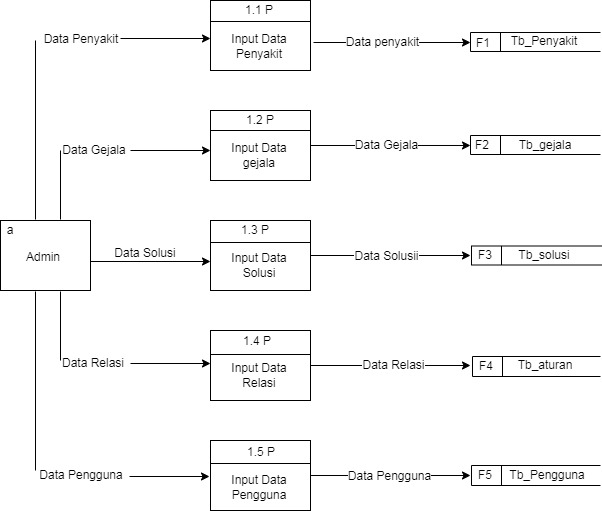 1.1 P
Data Penyakit
Input Data
Penyakit
Data penyakit
F1
Tb_Penyakit
1.2 P
Data Gejala
Input Data
gejala
Data Gejala
F2
Tb_gejala
a
Admin
1.3 P
Data Solusi
Input Data
Solusi
Data Solusii
F3
Tb_solusi
1.4 P
Data Relasi
Input Data
Relasi
Data Relasi
F4
Tb_aturan
1.5 P
Data Pengguna
Input Data
Pengguna
Data Pengguna
F5
Tb_Pengguna